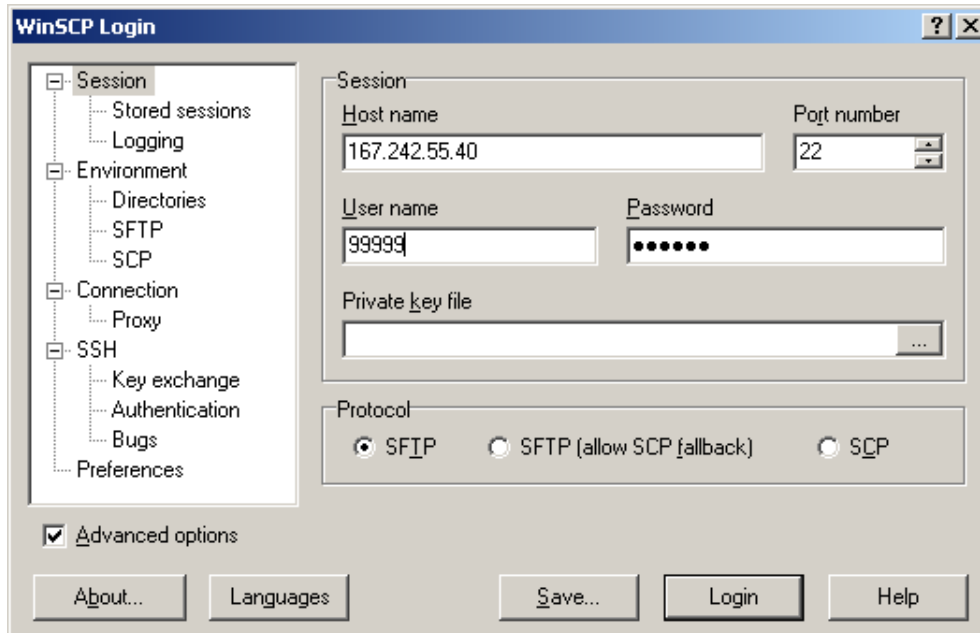 WinSCP Login
Session
Stored sessions
Logging
Environment
Directories
SFTP
SCP
Connection
Proxy
SSH
Key exchange
Authentication
Bugs
Preferences
Session
Host name Port number
167.242.55.40 22
User name Password
99999 ●●●●●●
Private key file
...
Protocol
SFTP SFTP (allow SCP fallback) SCP
Advanced options
About... Languages Save... Login Help